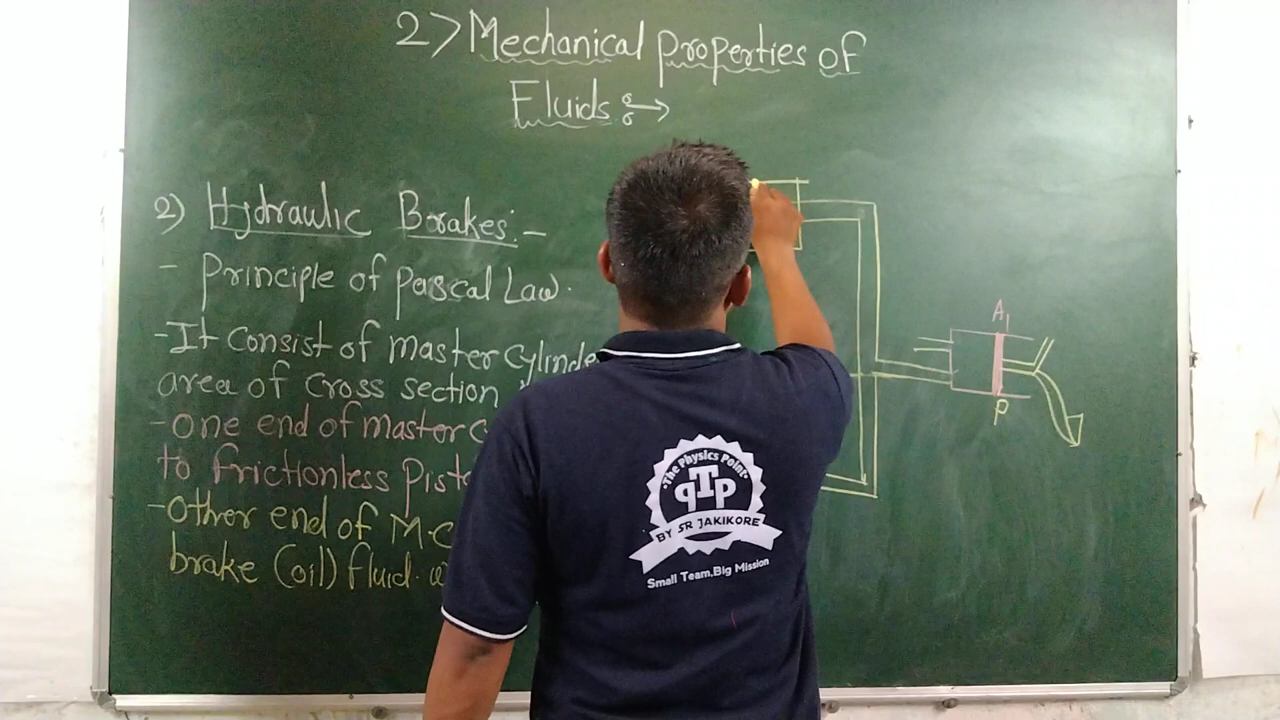 2> Mechanical properties of
Fluids :→
2) Hydraulic Brakes:-
- Principle of pascal Law.
- It consist of master cylinde
area of cross section
- One end of master c
to frictionless pist
- Other end of M-C
brake (oil) fluid.
A1
P
The Physics Point
qTp
BY SR JAKIKORE
Small Team,Big Mission